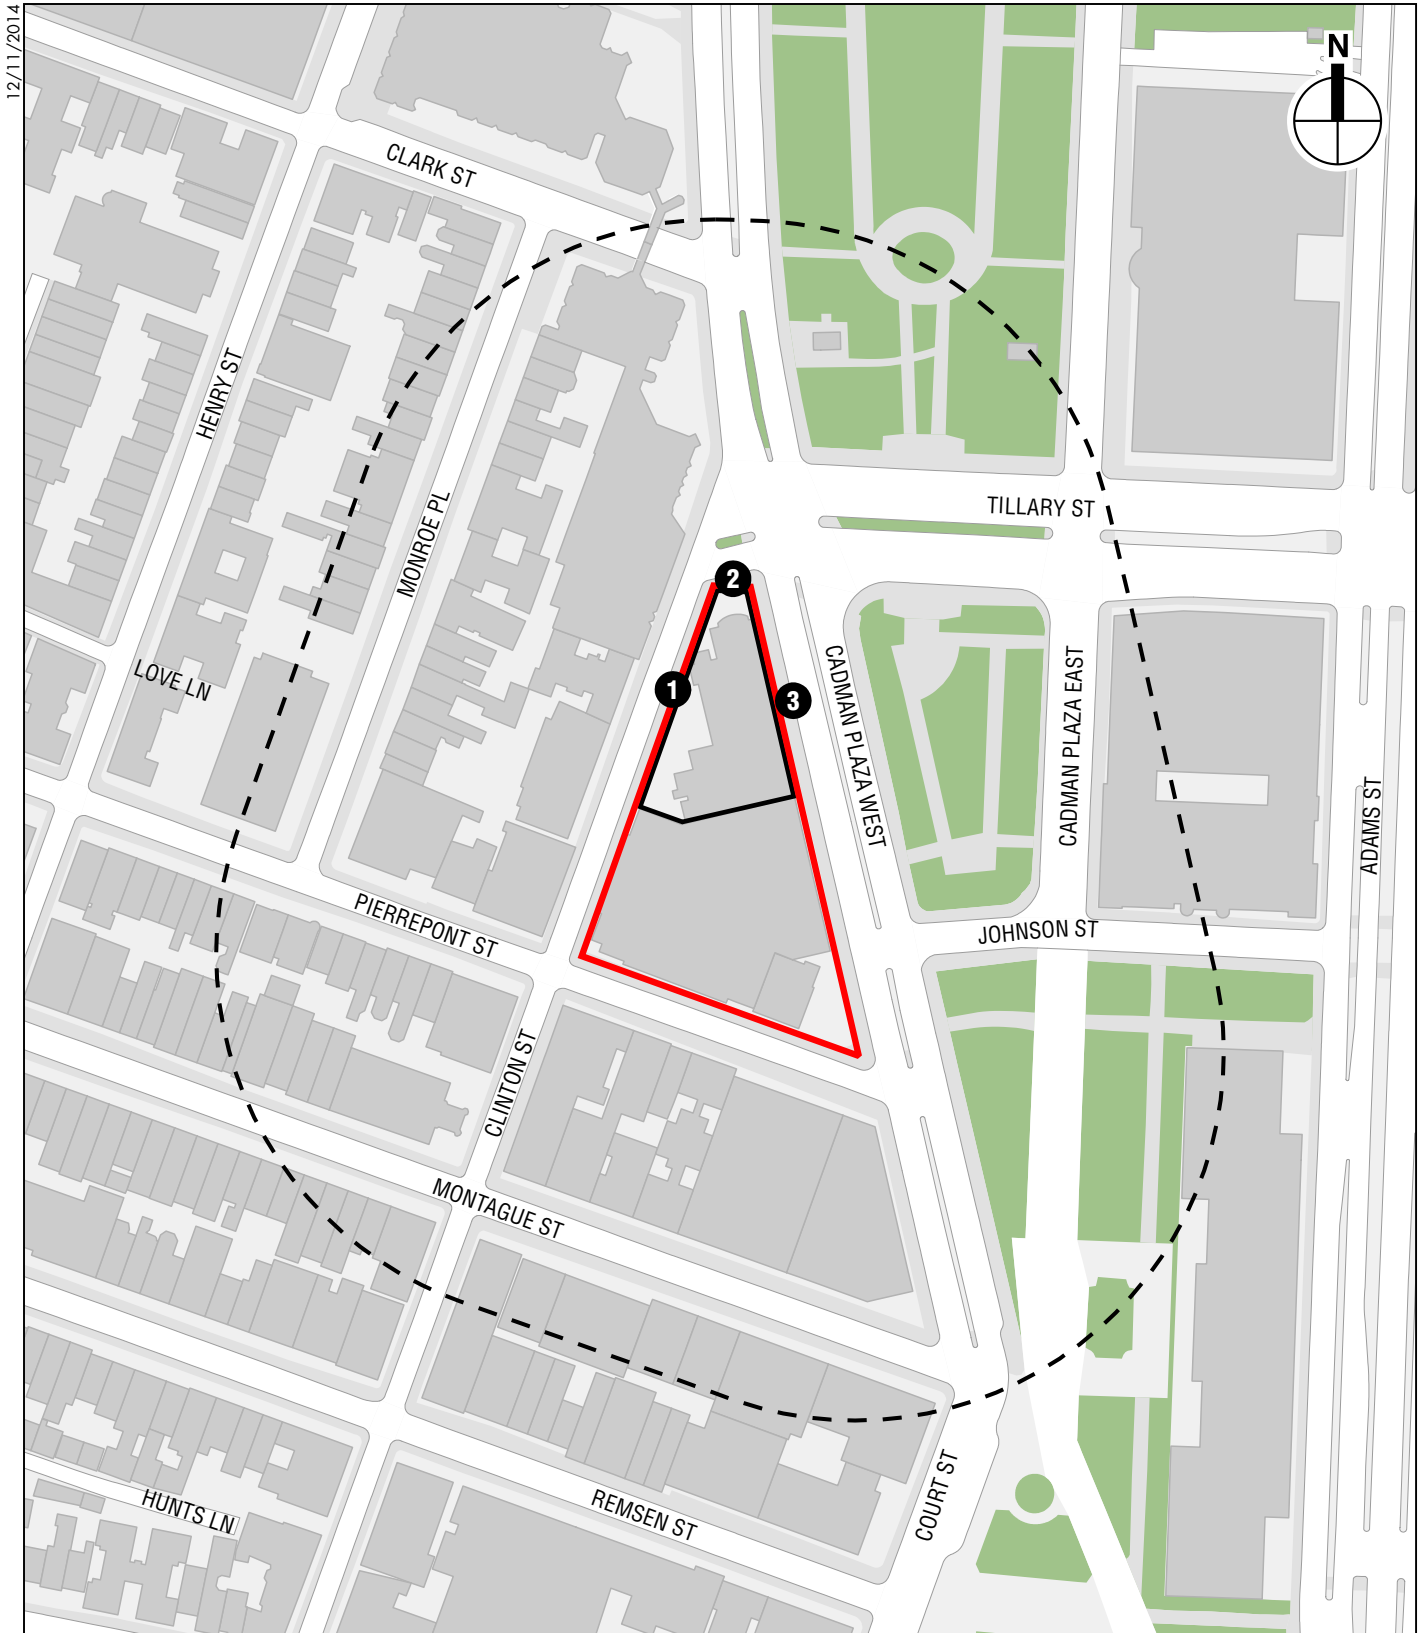 12/11/2014
N
CLARK ST
HENRY ST
MONROE PL
TILLARY ST
2
1
3
LOVE LN
CADMAN PLAZA WEST
CADMAN PLAZA EAST
ADAMS ST
PIERREPONT ST
JOHNSON ST
CLINTON ST
MONTAGUE ST
COURT ST
REMSEN ST
HUNTS LN